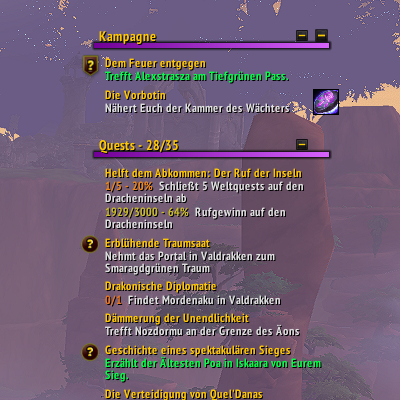 Kampagne
Dem Feuer entgegen
Trefft Alexstrasza am Tiefgrünen Pass.
Die Vorbotin
Nähert Euch der Kammer des Wächters
Quests - 28/35
Helft dem Abkommen: Der Ruf der Inseln
1/5 - 20% Schließt 5 Weltquests auf den
Dracheninseln ab
1929/3000 - 64% Rufgewinn auf den
Dracheninseln
Erblühende Traumsaat
Nehmt das Portal in Valdrakken zum
Smaragdgrünen Traum
Drakonische Diplomatie
0/1 Findet Mordenaku in Valdrakken
Dämmerung der Unendlichkeit
Trefft Nozdormu an der Grenze des Äons
Geschichte eines spektakulären Sieges
Erzählt der Ältesten Poa in Iskaara von Eurem
Sieg.
Die Verteidigung von Quel'Danas